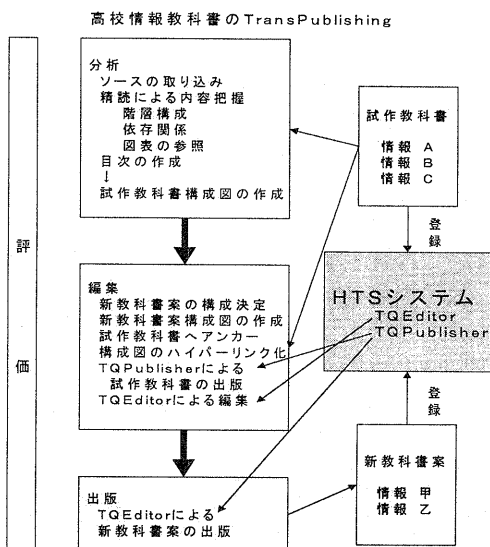 高校情報教科書のTransPublishing
評
価
分析
ソースの取り込み
精読による内容把握
階層構成
依存関係
図表の参照
目次の作成
↓
試作教科書構成図の作成
試作教科書
情報 A
情報 B
情報 C
登録
編集
新教科書案の構成決定
新教科書案構成図の作成
試作教科書へアンカー
構成図のハイパーリンク化
TQPublisherによる
試作教科書の出版
TQEditorによる編集
HTSシステム
TQEditor
TQPublisher
登録
出版
TQEditorによる
新教科書案の出版
新教科書案
情報 甲
情報 乙